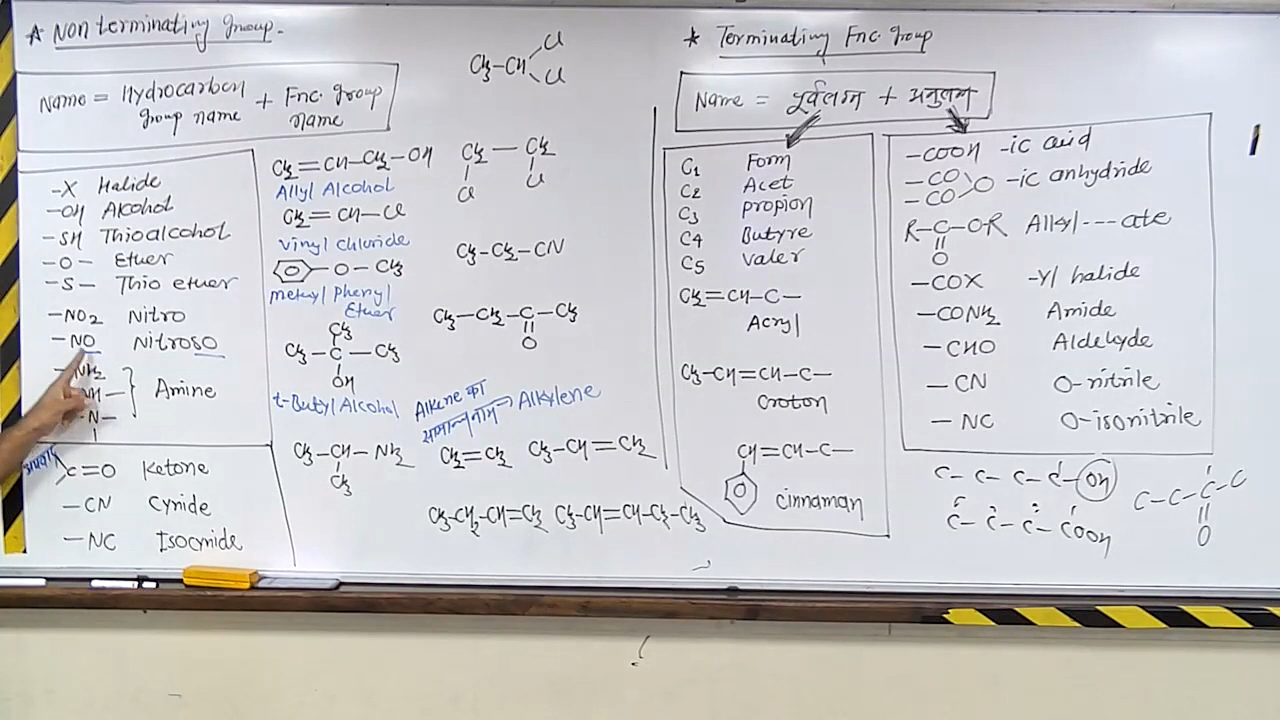 ★ Non terminating group.
Name = Hydrocarbon group name + Fnc. group name
-X Halide
-OH Alcohol
-SH Thioalcohol
-O- Ether
-S- Thio ether
-NO2 Nitro
-NO Nitroso
-NH2
-NH-
-N-
} Amine
C=O Ketone
-CN Cynide
-NC Isocynide
CH3-CH
Cl
Cl
CH2=CH-CH2-OH
Allyl Alcohol
CH2=CH-Cl
Vinyl chloride
-O-CH3
Methyl Phenyl Ether
CH3
CH3-C-CH3
OH
t-Butyl Alcohol
CH3-CH-NH2
CH3
CH2-CH2
Cl Cl
CH3-CH2-CN
CH3-CH2-C-CH3
O
Alkene का
सामान्य नाम → Alkylene
CH2=CH2 CH3-CH=CH2
CH3-CH2-CH=CH2 CH3-CH=CH-CH2-CH3
★ Terminating Fnc. group
Name = पूर्वलग्न + अनुलग्न
C1 Form
C2 Acet
C3 propion
C4 Butyre
C5 Valer
CH2=CH-C-
Acryl
CH3-CH=CH-C-
Croton
CH=CH-C-
Cinnaman
-COOH -ic acid
-CO
-CO
O -ic anhydride
R-C-OR Alkyl---ate
O
-COX -yl halide
-CONH2 Amide
-CHO Aldehyde
-CN O-nitrile
-NC O-isonitrile
C-C-C-C-OH
C-C-C-COOH
C-C-C-C
O